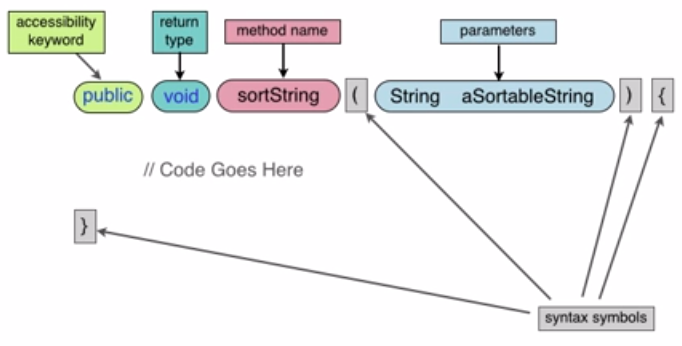 accessibility
keyword
return
type
method name
parameters
public void sortString ( String aSortableString ) {
// Code Goes Here
}
syntax symbols